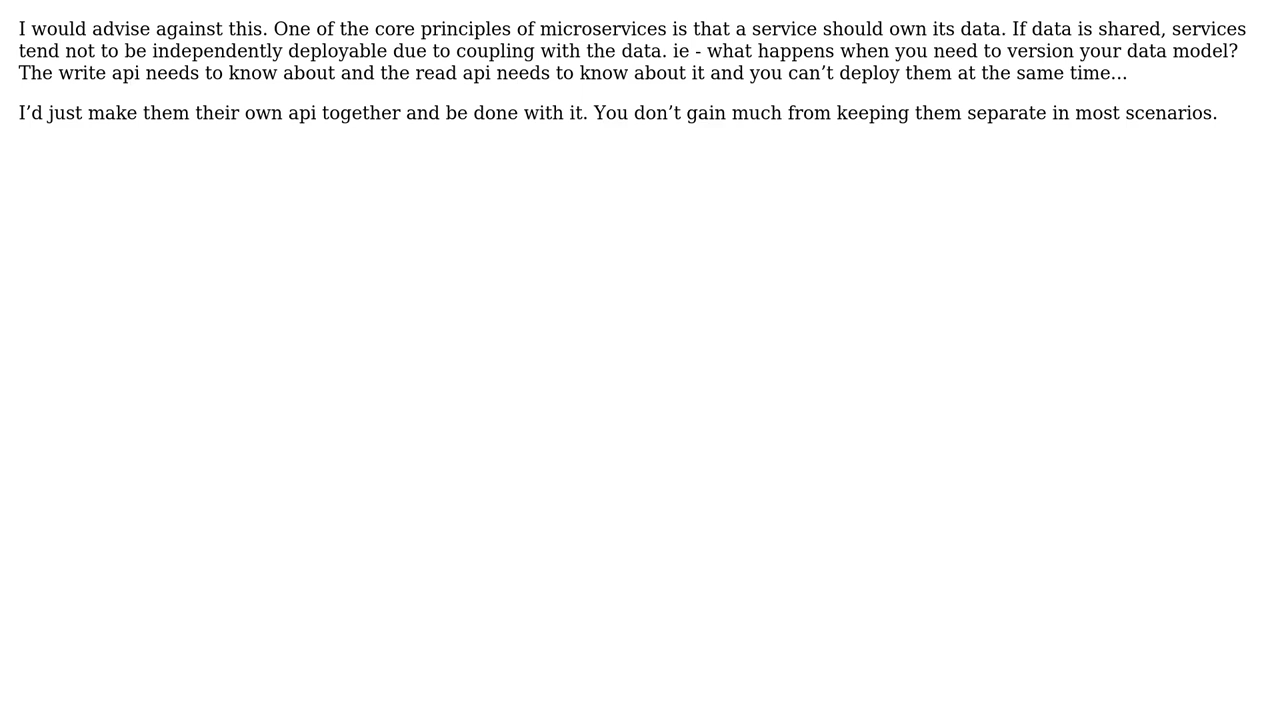 I would advise against this. One of the core principles of microservices is that a service should own its data. If data is shared, services
tend not to be independently deployable due to coupling with the data. ie - what happens when you need to version your data model?
The write api needs to know about and the read api needs to know about it and you can’t deploy them at the same time…
I’d just make them their own api together and be done with it. You don’t gain much from keeping them separate in most scenarios.